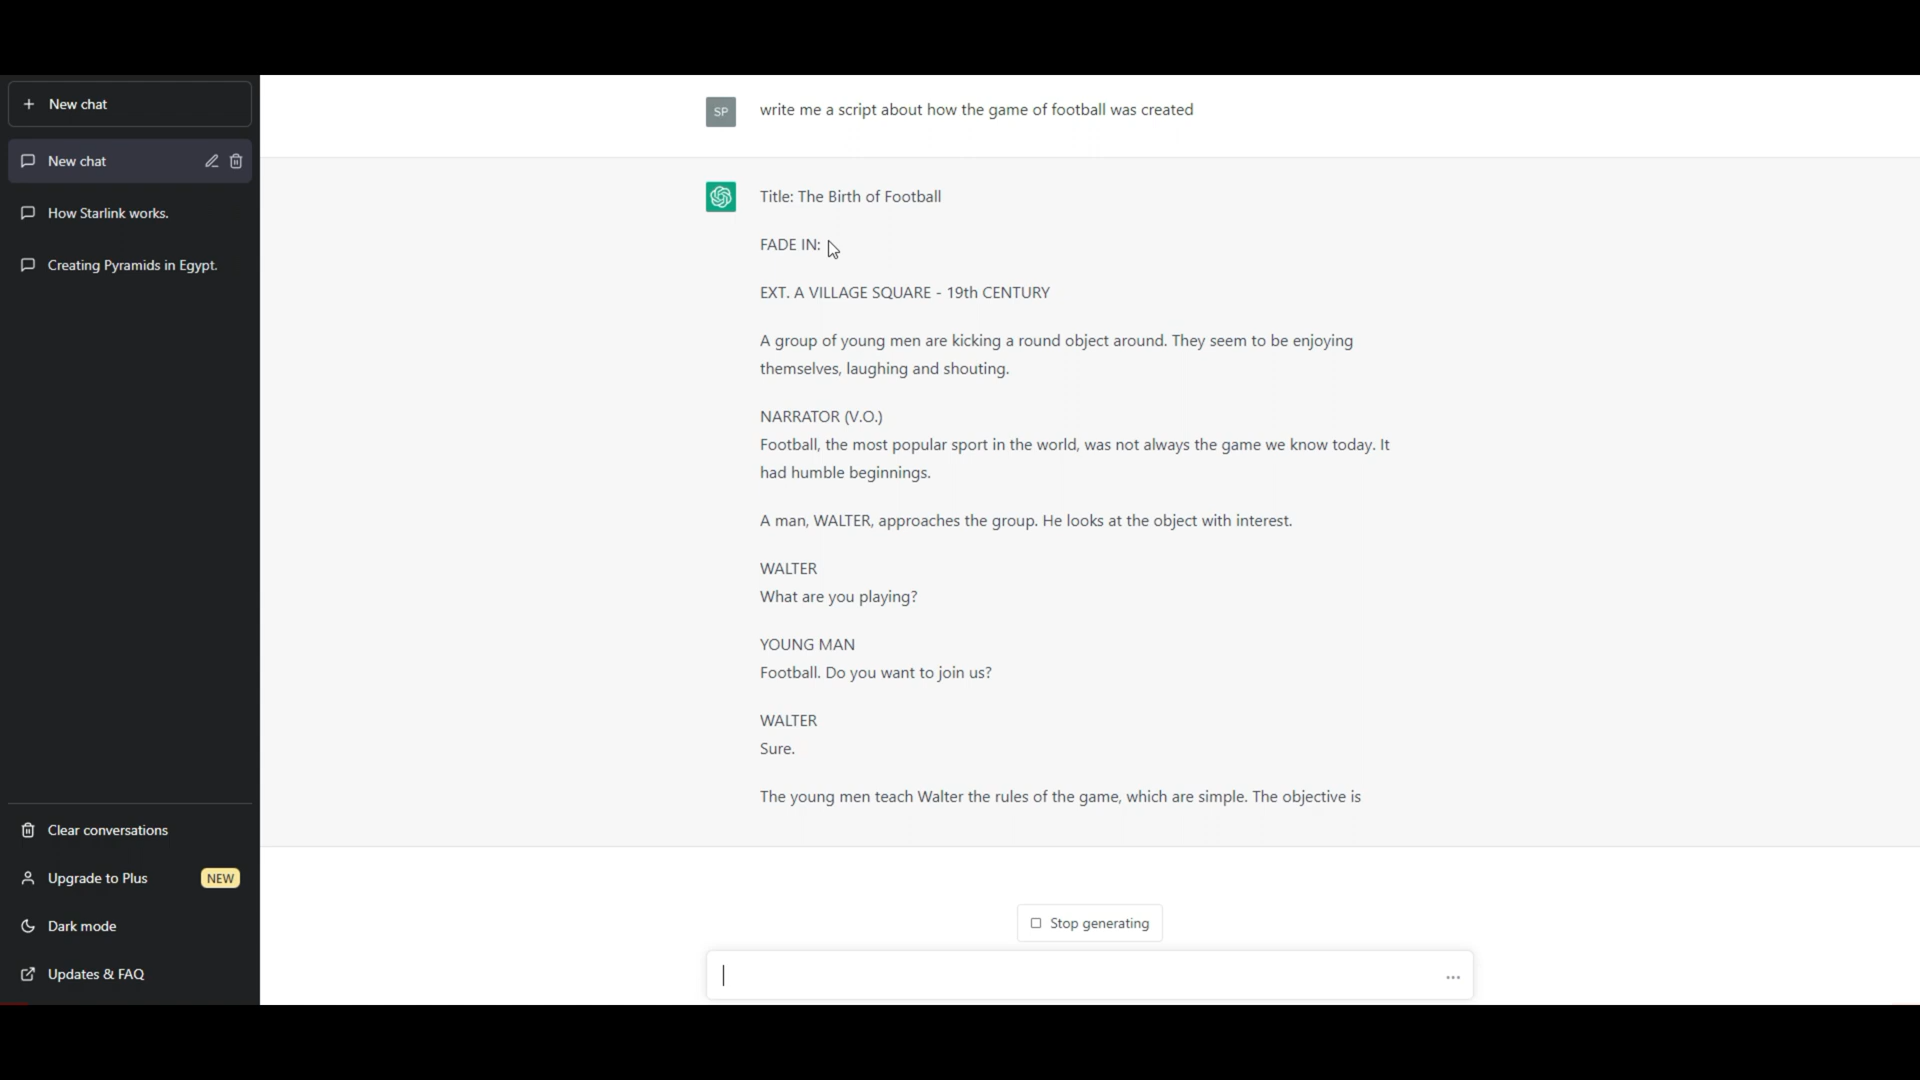 New chat
New chat
How Starlink works.
Creating Pyramids in Egypt.
Clear conversations
Upgrade to Plus NEW
Dark mode
Updates & FAQ
SP write me a script about how the game of football was created
Title: The Birth of Football
FADE IN:
EXT. A VILLAGE SQUARE - 19th CENTURY
A group of young men are kicking a round object around. They seem to be enjoying
themselves, laughing and shouting.
NARRATOR (V.O.)
Football, the most popular sport in the world, was not always the game we know today. It
had humble beginnings.
A man, WALTER, approaches the group. He looks at the object with interest.
WALTER
What are you playing?
YOUNG MAN
Football. Do you want to join us?
WALTER
Sure.
The young men teach Walter the rules of the game, which are simple. The objective is
Stop generating